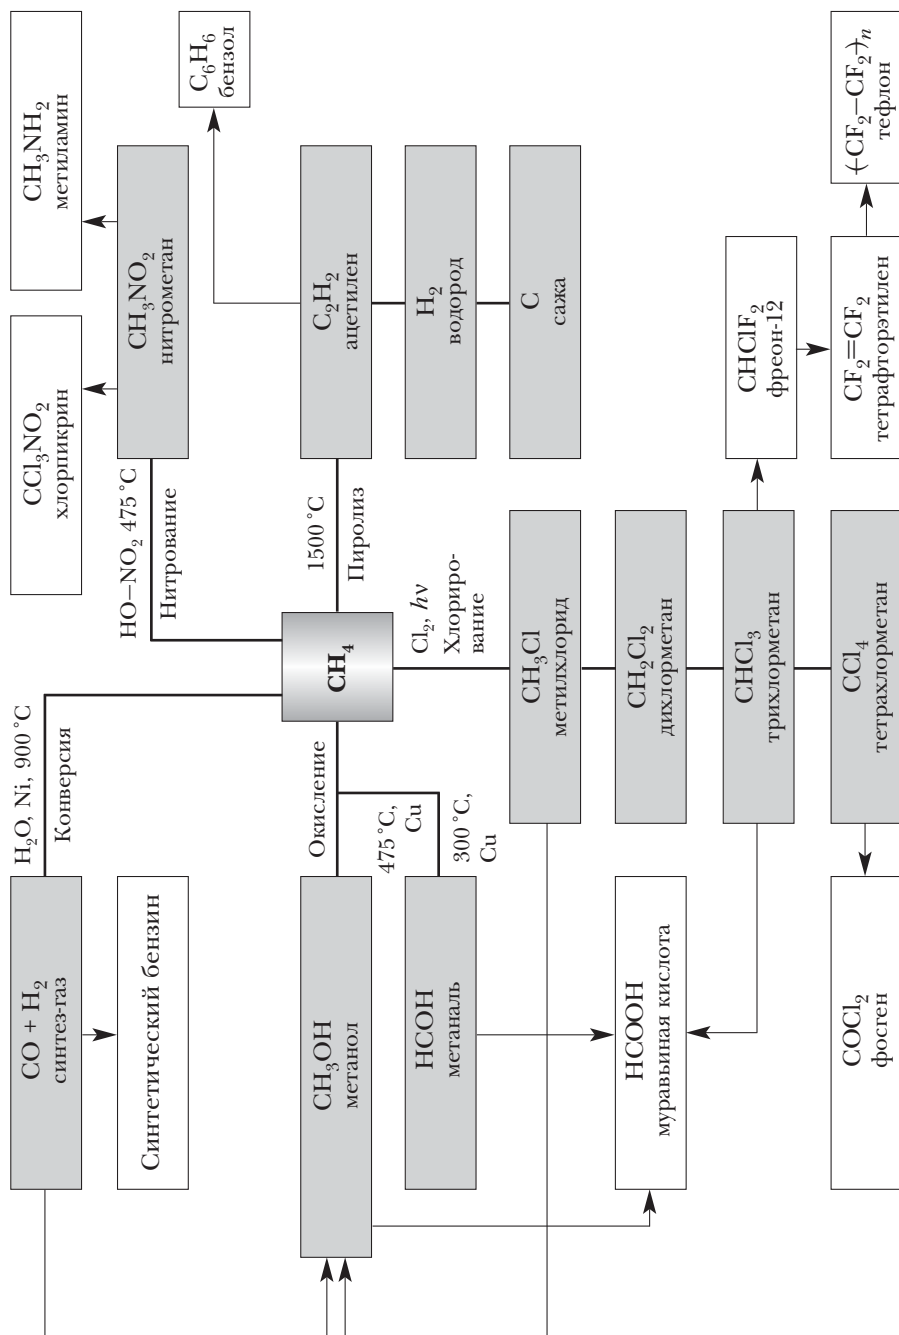 CO + H₂
синтез-газ
Синтетический бензин
H₂O, Ni, 900 °C
Конверсия
CH₃OH
метанол
HCOH
метаналь
Окисление
475 °C,
Cu
300 °C,
Cu
HCOOH
муравьиная кислота
COCl₂
фосген
CH₄
HO–NO₂ 475 °C
Нитрование
1500 °C
Пиролиз
Cl₂, hν
Хлориро-
вание
CH₃Cl
метилхлорид
CH₂Cl₂
дихлорметан
CHCl₃
трихлорметан
CCl₄
тетрахлорметан
CCl₃NO₂
хлорпикрин
CH₃NH₂
метиламин
CH₃NO₂
нитрометан
C₆H₆
бензол
C₂H₂
ацетилен
H₂
водород
C
сажа
CHClF₂
фреон-12
CF₂=CF₂
тетрафторэтилен
(–CF₂–CF₂–)ₙ
тефлон